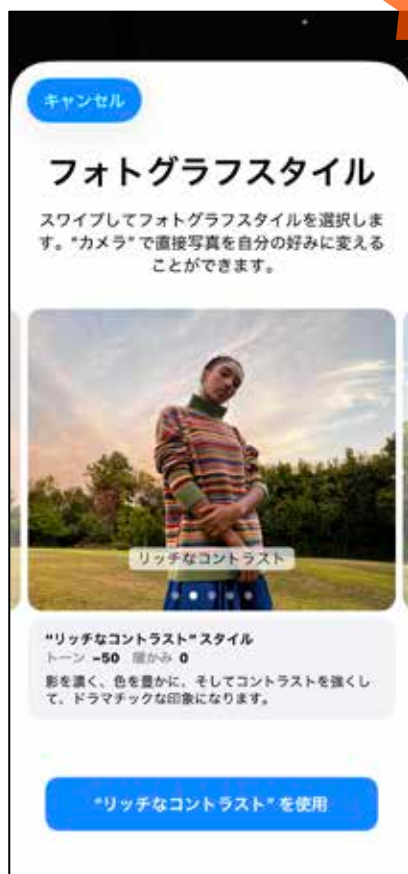 キャンセル
フォトグラフスタイル
スワイプしてフォトグラフスタイルを選択しま
す。“カメラ”で直接写真を自分の好みに変える
ことができます。
リッチなコントラスト
“リッチなコントラスト”スタイル
トーン -50 暖かみ 0
影を濃く、色を豊かに、そしてコントラストを強くし
て、ドラマチックな印象になります。
“リッチなコントラスト”を使用